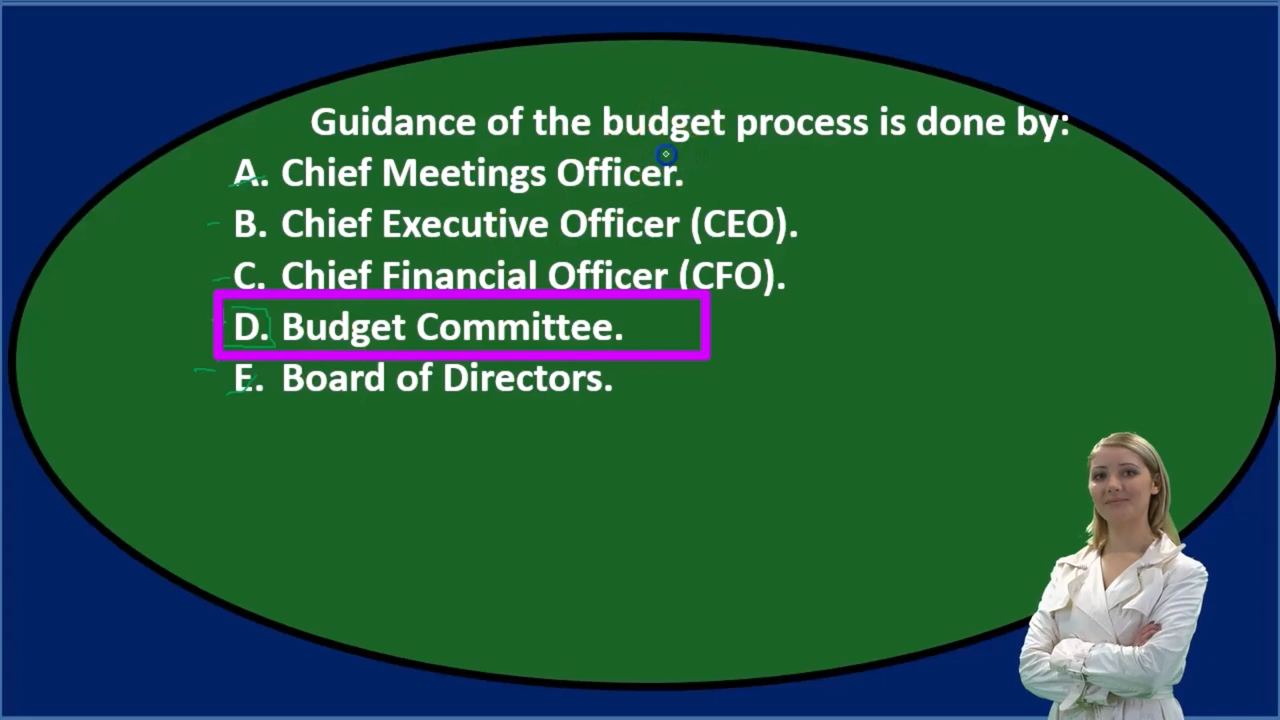 Guidance of the budget process is done by:
A. Chief Meetings Officer.
B. Chief Executive Officer (CEO).
C. Chief Financial Officer (CFO).
D. Budget Committee.
E. Board of Directors.